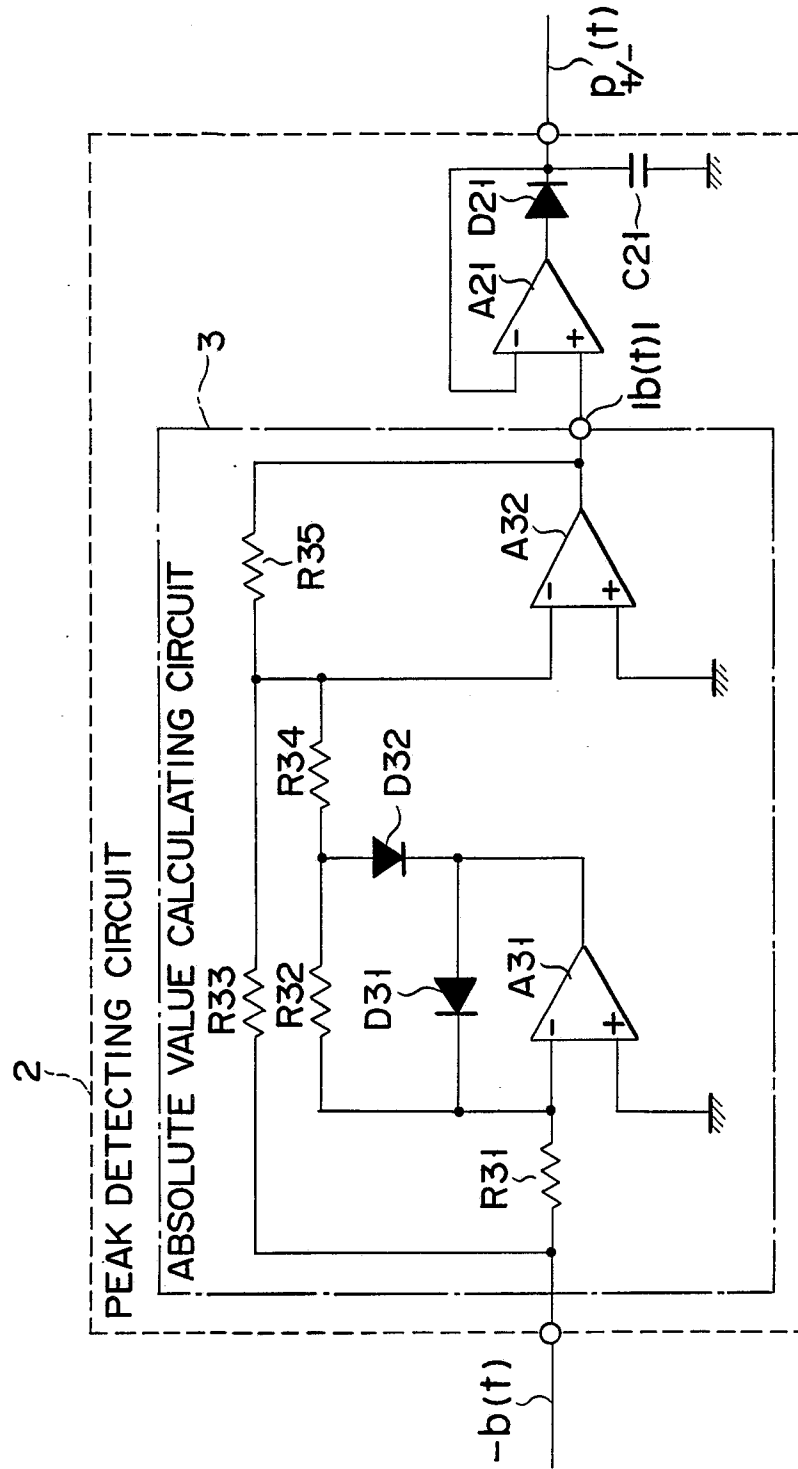 2
PEAK DETECTING CIRCUIT
3
ABSOLUTE VALUE CALCULATING CIRCUIT
R33
R35
R32
R34
D31
D32
R31
A31
A32
A21
D21
C21
−
+
−
+
−
+
−b(t)
|b(t)|
p+/−(t)